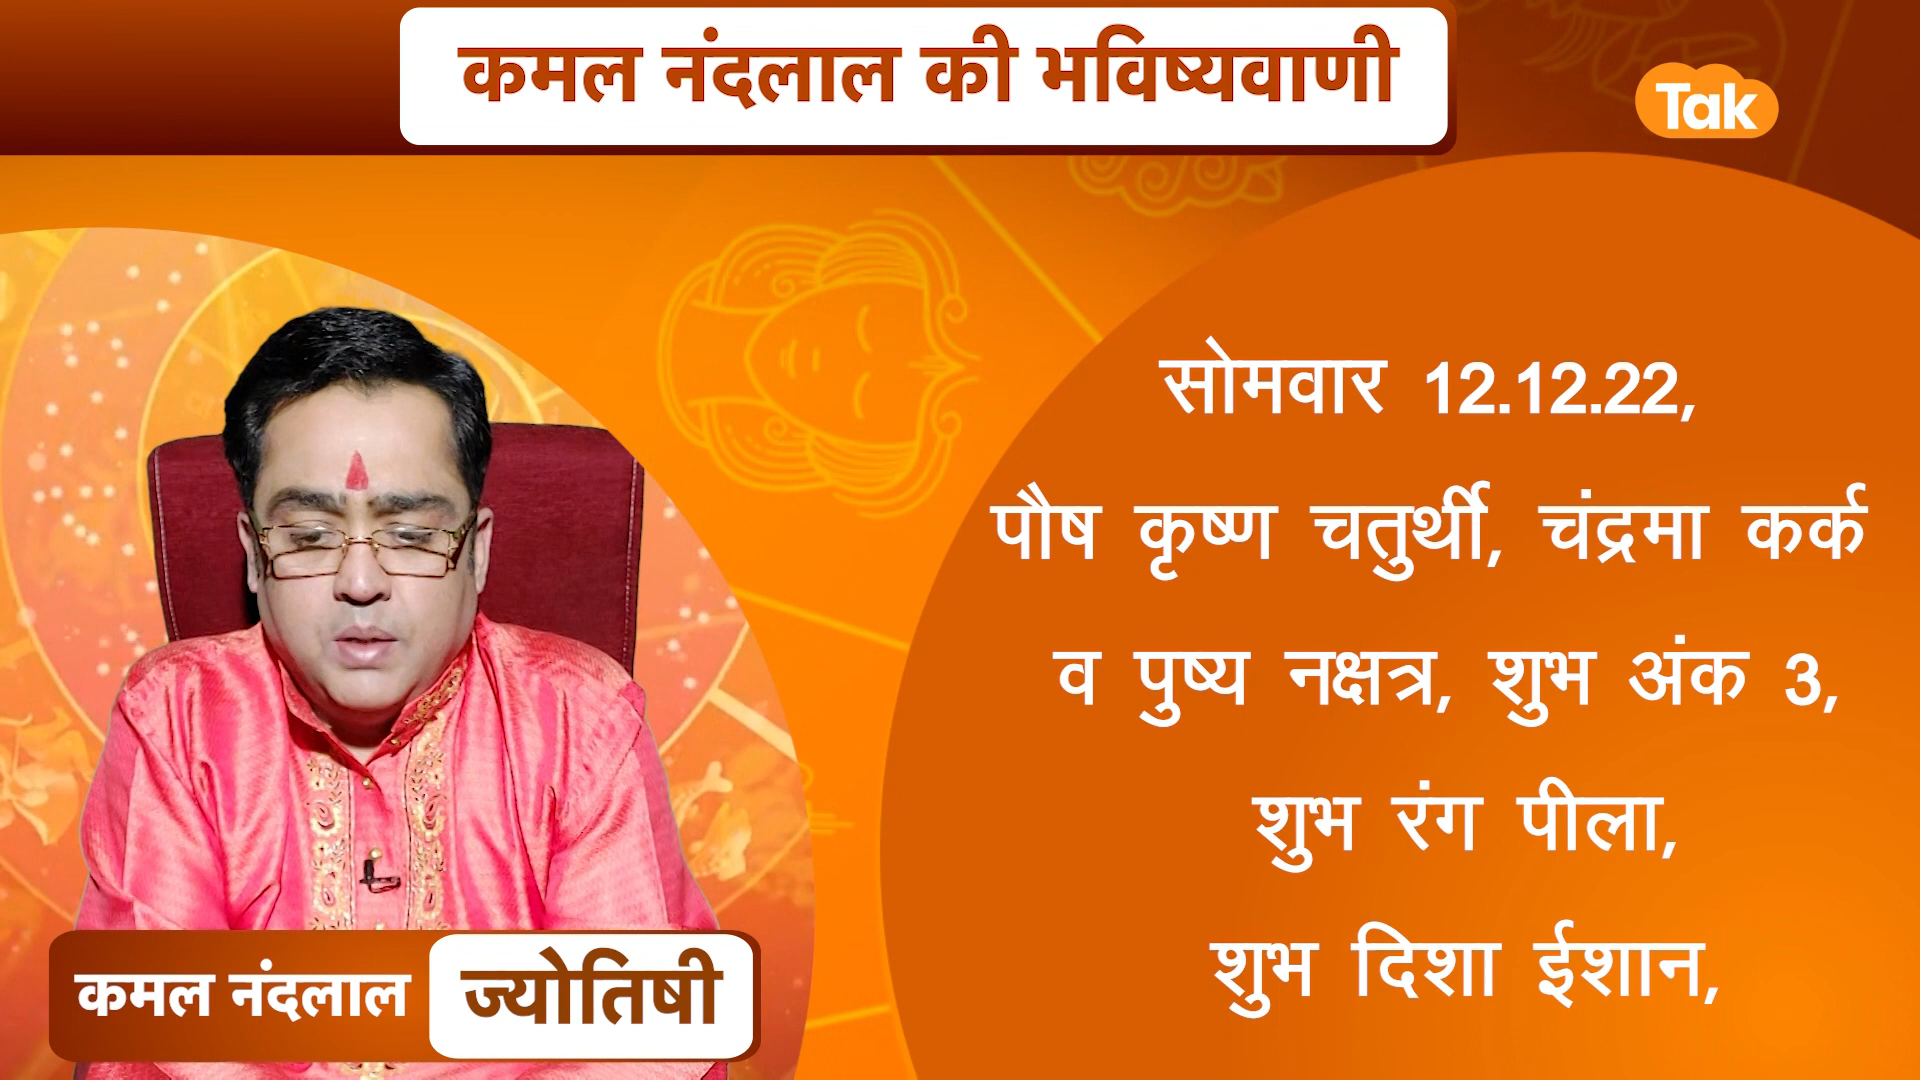 कमल नंदलाल की भविष्यवाणी
Tak
सोमवार 12.12.22,
पौष कृष्ण चतुर्थी, चंद्रमा कर्क
व पुष्य नक्षत्र, शुभ अंक 3,
शुभ रंग पीला,
शुभ दिशा ईशान,
कमल नंदलाल ज्योतिषी